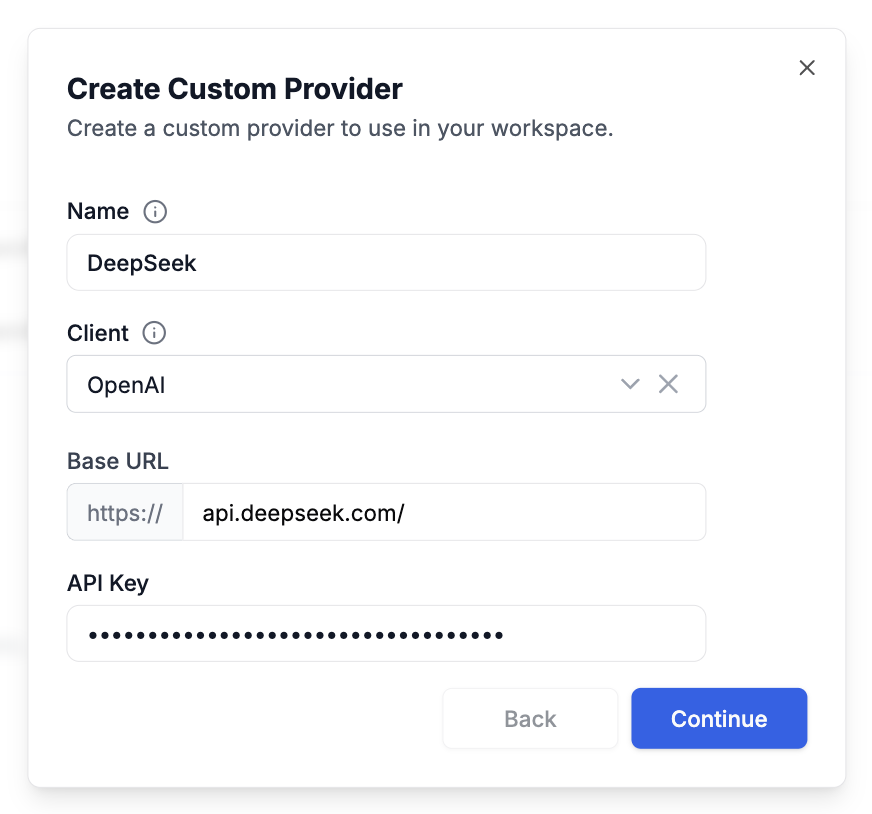 Create Custom Provider
Create a custom provider to use in your workspace.
Name
DeepSeek
Client
OpenAI
Base URL
https:// api.deepseek.com/
API Key
•••••••••••••••••••••••••••••••••••
Back Continue